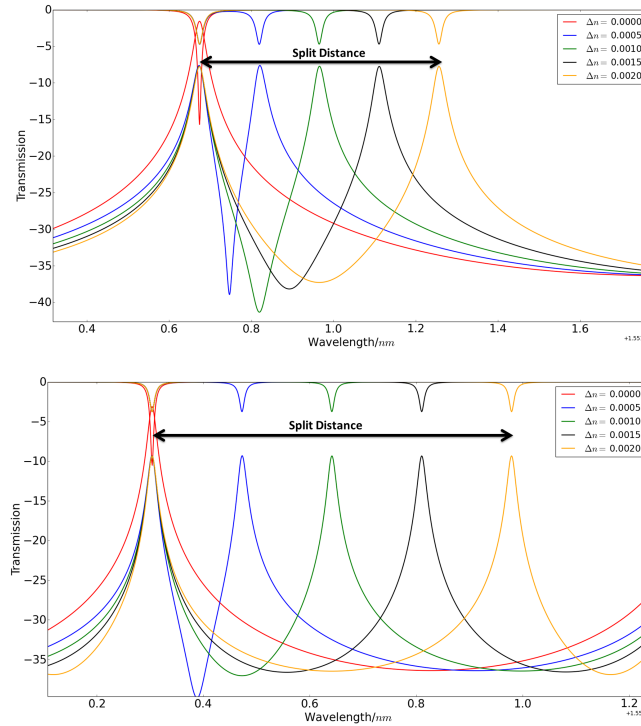 0
−5
−10
−15
−20
−25
−30
−35
−40
Transmission
Split Distance
Δn = 0.0000
Δn = 0.0005
Δn = 0.0010
Δn = 0.0015
Δn = 0.0020
0.4 0.6 0.8 1.0 1.2 1.4 1.6
Wavelength/nm
0
−5
−10
−15
−20
−25
−30
−35
Transmission
Split Distance
Δn = 0.0000
Δn = 0.0005
Δn = 0.0010
Δn = 0.0015
Δn = 0.0020
0.2 0.4 0.6 0.8 1.0 1.2
Wavelength/nm